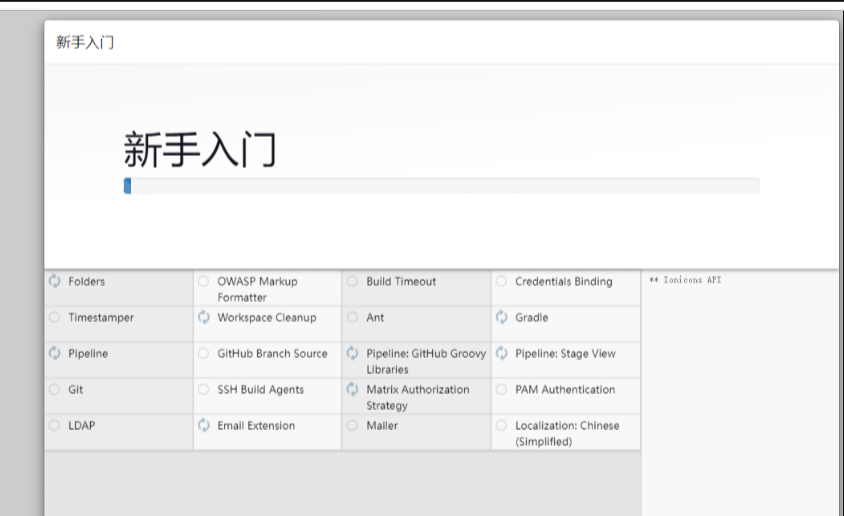 新手入门
新手入门
Folders
OWASP Markup
Formatter
Build Timeout
Credentials Binding
** Ionicons API
Timestamper
Workspace Cleanup
Ant
Gradle
Pipeline
GitHub Branch Source
Pipeline: GitHub Groovy
Libraries
Pipeline: Stage View
Git
SSH Build Agents
Matrix Authorization
Strategy
PAM Authentication
LDAP
Email Extension
Mailer
Localization: Chinese
(Simplified)